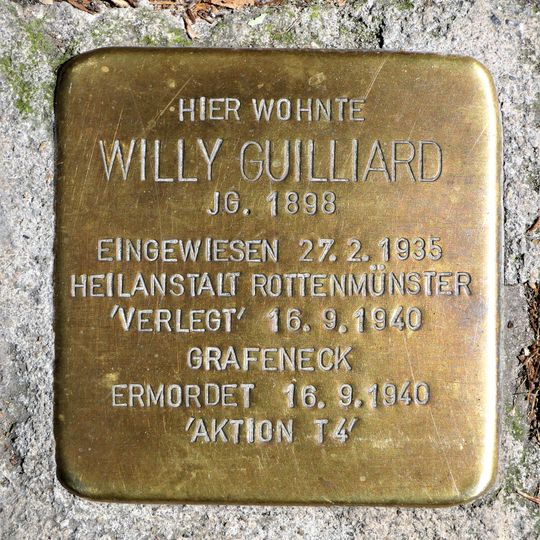 HIER WOHNTE
WILLY GUILLIARD
JG. 1898
EINGEWIESEN 27. 2. 1935
HEILANSTALT ROTTENMÜNSTER
'VERLEGT' 16. 9. 1940
GRAFENECK
ERMORDET 16. 9. 1940
'AKTION T4'